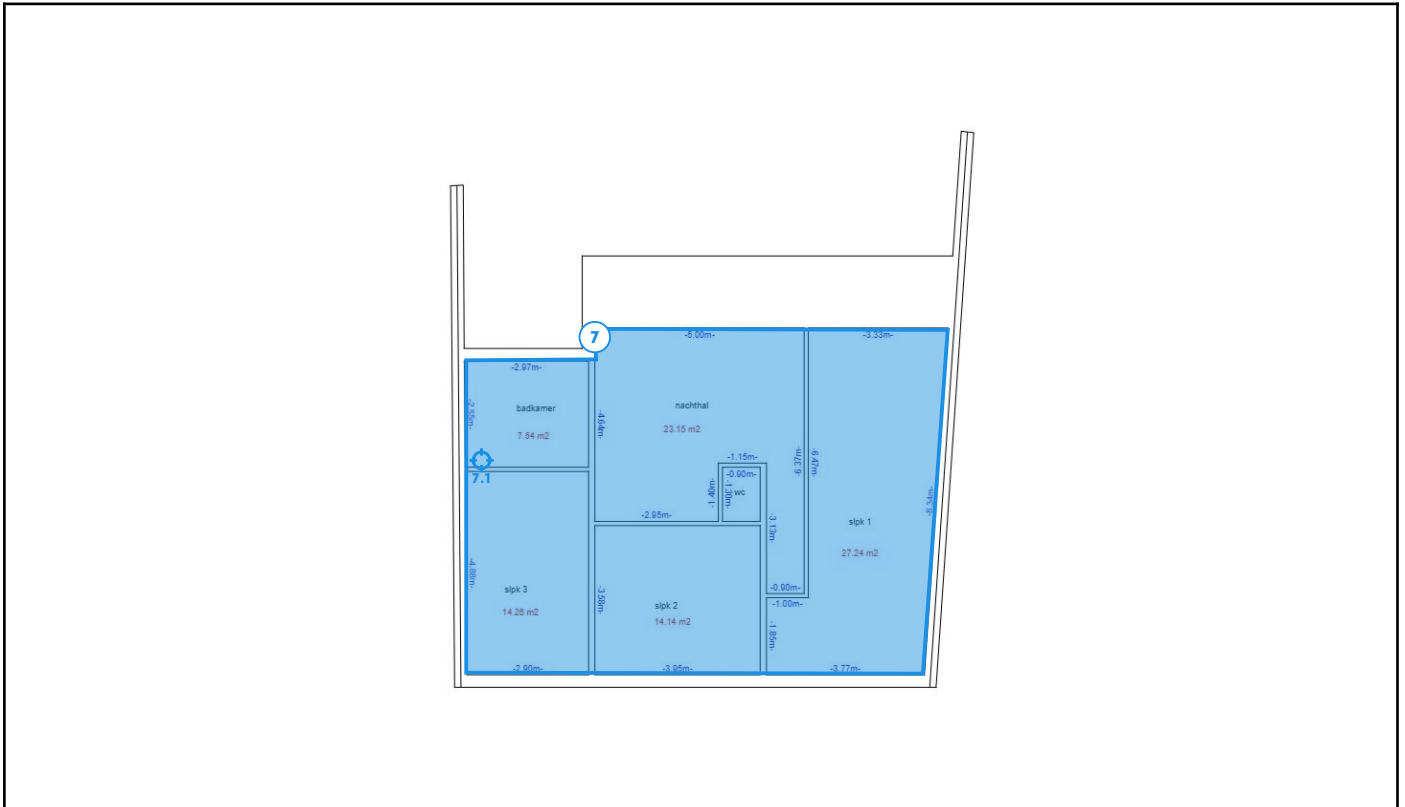 7
-5.00m-
-3.33m-
-2.97m-
badkamer
7.54 m2
-4.64m-
nachthal
23.15 m2
7.1
-1.15m-
-0.90m-
wc
-1.40m-
-1.30m-
-9.37m-
-6.47m-
-8.34m-
-2.95m-
-3.13m-
slpk 1
27.24 m2
-4.88m-
slpk 3
14.28 m2
-3.58m-
slpk 2
14.14 m2
-0.90m-
-1.00m-
-1.85m-
-2.90m-
-3.95m-
-3.77m-